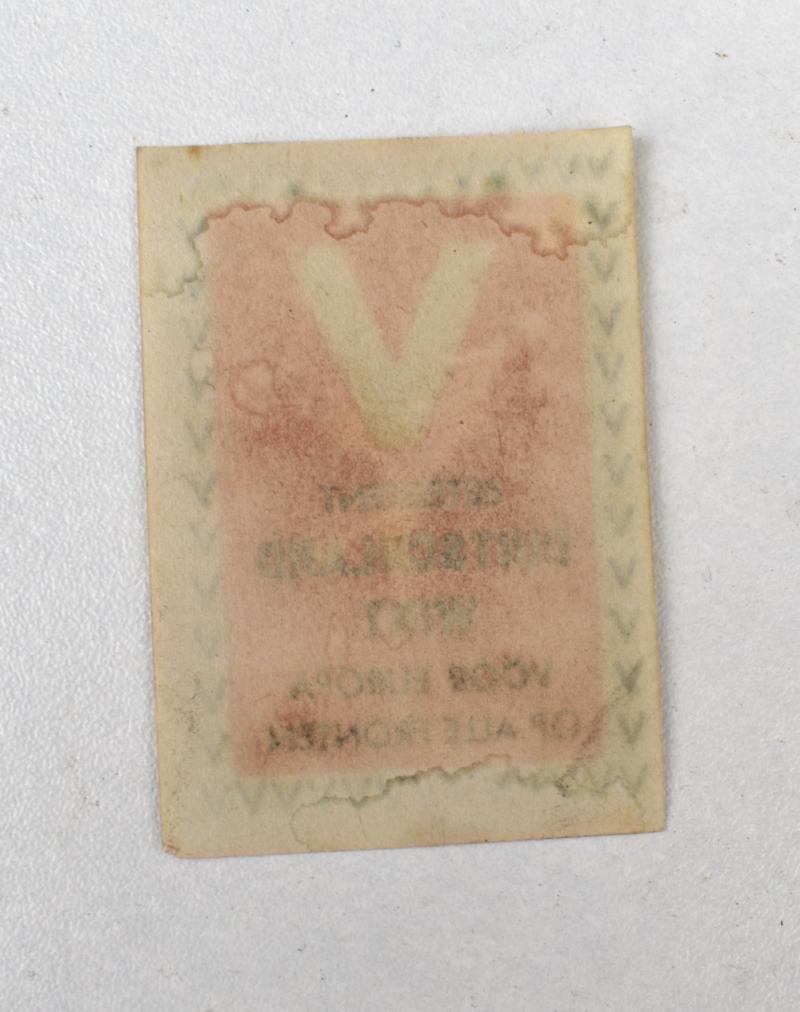 V
DUITSCHLAND
WINT
VOOR EUROPA
OP ALLE FRONTEN